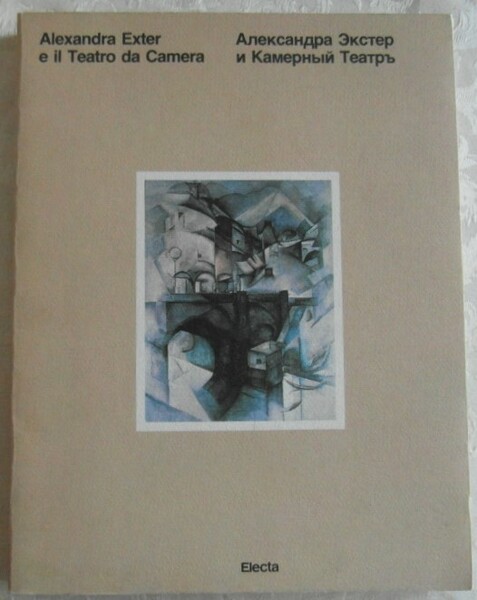 Alexandra Exter
e il Teatro da Camera
Александра Экстер
и Камерный Театръ
Electa